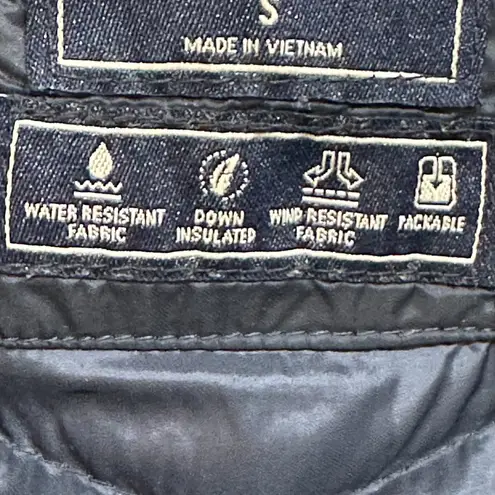 S
MADE IN VIETNAM
WATER RESISTANT
FABRIC
DOWN
INSULATED
WIND RESISTANT
FABRIC
PACKABLE